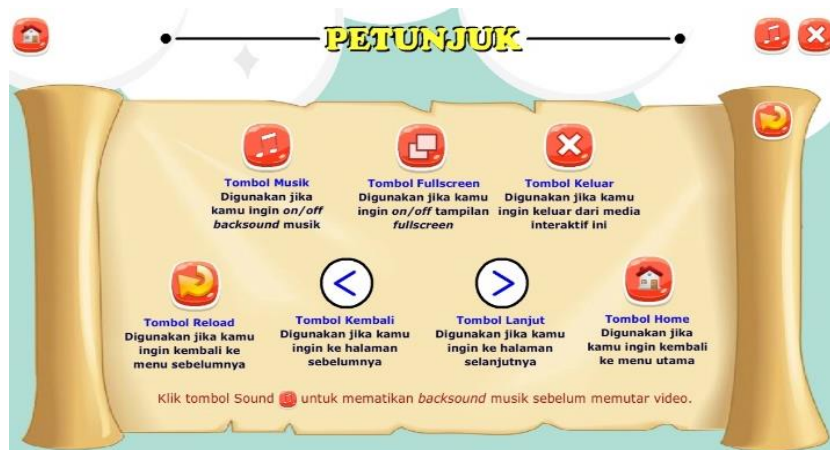 PETUNJUK
Tombol Musik
Digunakan jika
kamu ingin on/off
backsound musik
Tombol Fullscreen
Digunakan jika kamu
ingin on/off tampilan
fullscreen
Tombol Keluar
Digunakan jika kamu
ingin keluar dari media
interaktif ini
Tombol Reload
Digunakan jika kamu
ingin kembali ke
menu sebelumnya
Tombol Kembali
Digunakan jika kamu
ingin ke halaman
sebelumnya
Tombol Lanjut
Digunakan jika kamu
ingin ke halaman
selanjutnya
Tombol Home
Digunakan jika
kamu ingin kembali
ke menu utama
Klik tombol Sound untuk mematikan backsound musik sebelum memutar video.